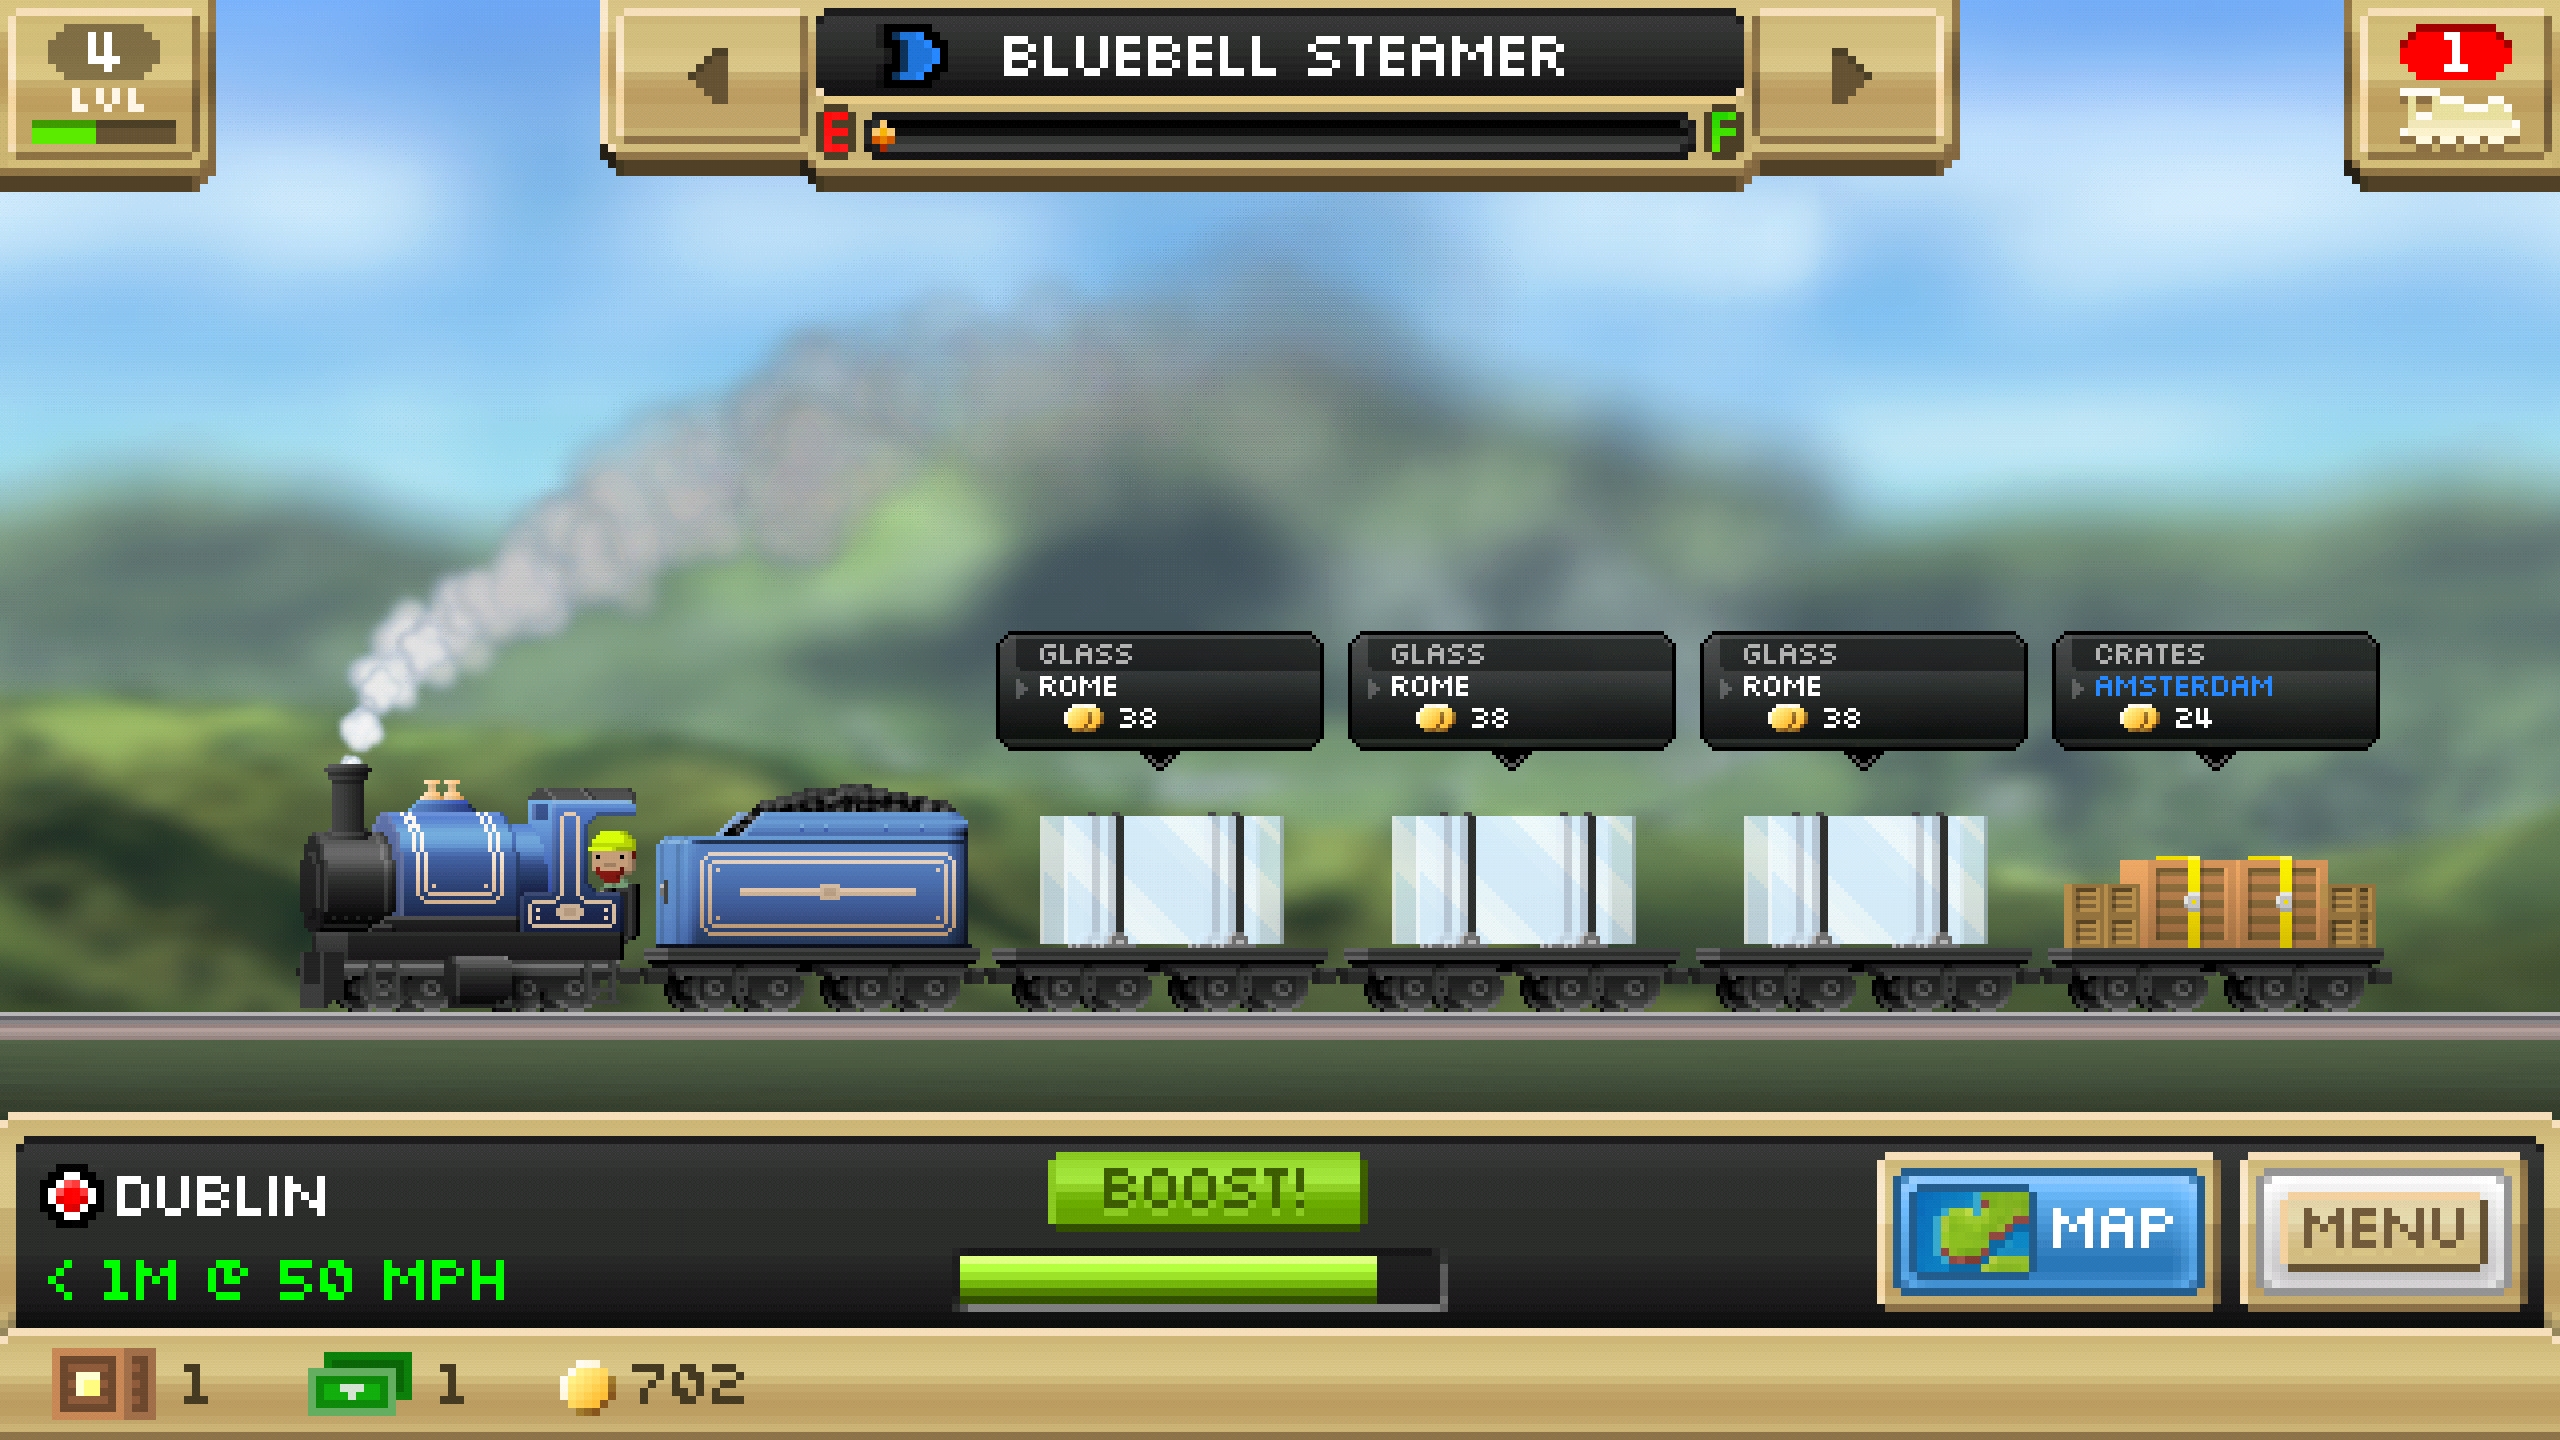 4
LVL
BLUEBELL STEAMER
E F
1
GLASS
ROME
38
GLASS
ROME
38
GLASS
ROME
38
CRATES
AMSTERDAM
24
DUBLIN
< 1M @ 50 MPH
BOOST!
MAP
MENU
1 1 702